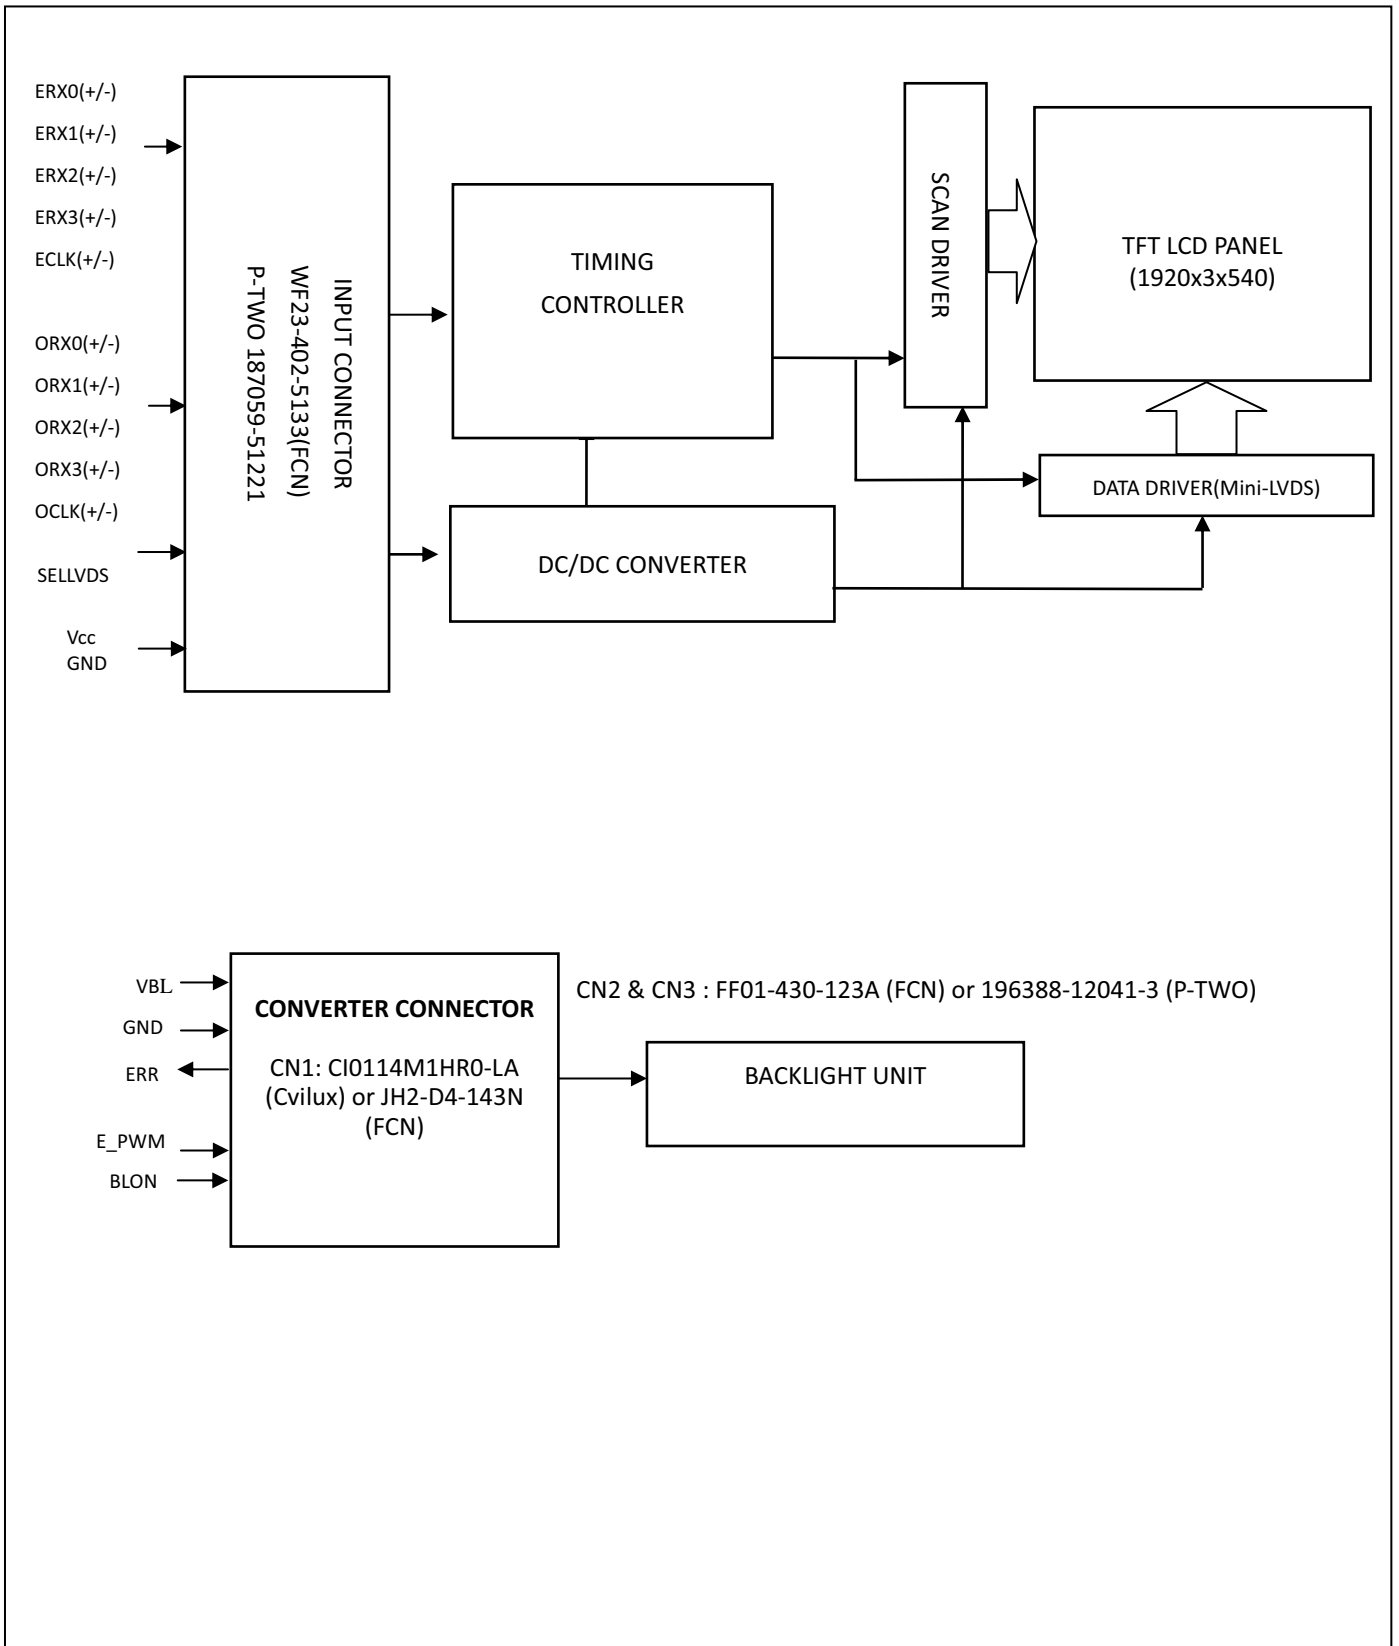 ERX0(+/-)
ERX1(+/-)
ERX2(+/-)
ERX3(+/-)
ECLK(+/-)
ORX0(+/-)
ORX1(+/-)
ORX2(+/-)
ORX3(+/-)
OCLK(+/-)
SELLVDS
Vcc
GND
INPUT CONNECTOR
WF23-402-5133(FCN)
P-TWO 187059-51221
TIMING
CONTROLLER
DC/DC CONVERTER
SCAN DRIVER
TFT LCD PANEL
(1920x3x540)
DATA DRIVER(Mini-LVDS)
VBL
GND
ERR
E_PWM
BLON
CONVERTER CONNECTOR
CN1: CI0114M1HR0-LA
(Cvilux) or JH2-D4-143N
(FCN)
CN2 & CN3 : FF01-430-123A (FCN) or 196388-12041-3 (P-TWO)
BACKLIGHT UNIT